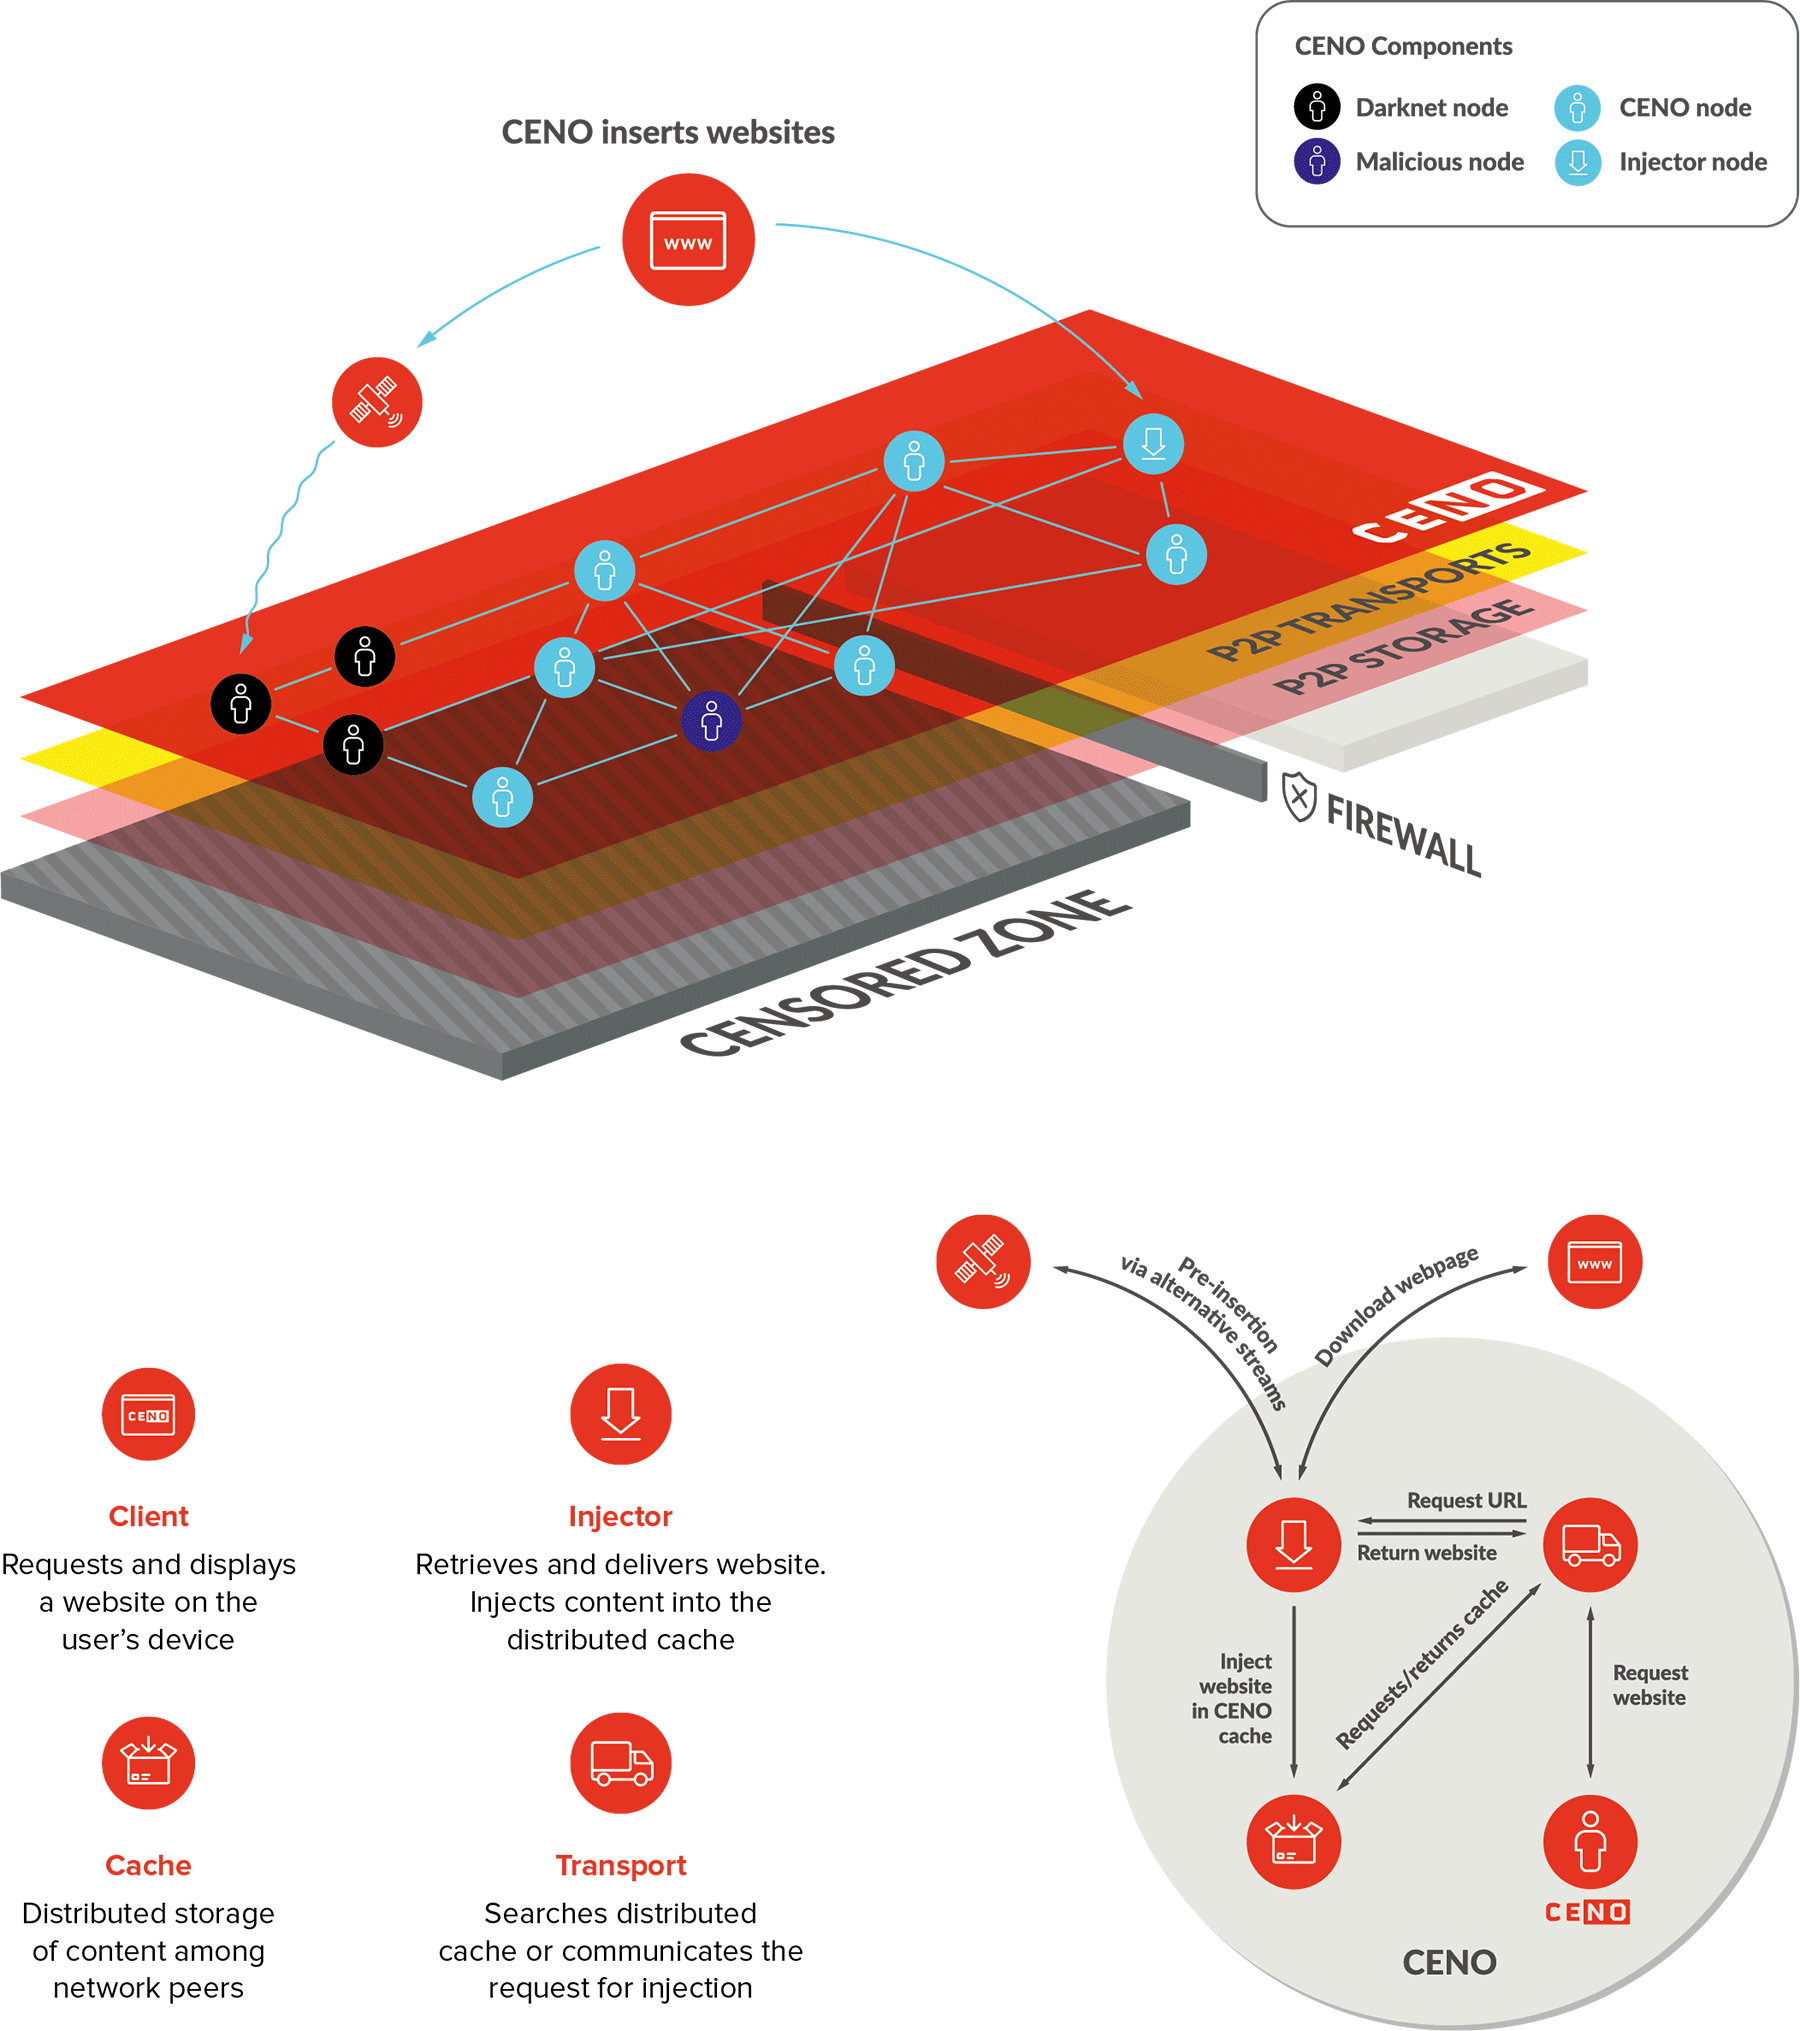 CENO Components
Darknet node
CENO node
Malicious node
Injector node
CENO inserts websites
www
CENO
P2P TRANSPORTS
P2P STORAGE
FIREWALL
CENSORED ZONE
Pre-insertion
via alternative streams
Download webpage
www
CENO
Client
Requests and displays
a website on the
user's device
Injector
Retrieves and delivers website.
Injects content into the
distributed cache
Cache
Distributed storage
of content among
network peers
Transport
Searches distributed
cache or communicates the
request for injection
Request URL
Return website
Inject
website
in CENO
cache
Requests/returns cache
Request
website
CENO
CENO